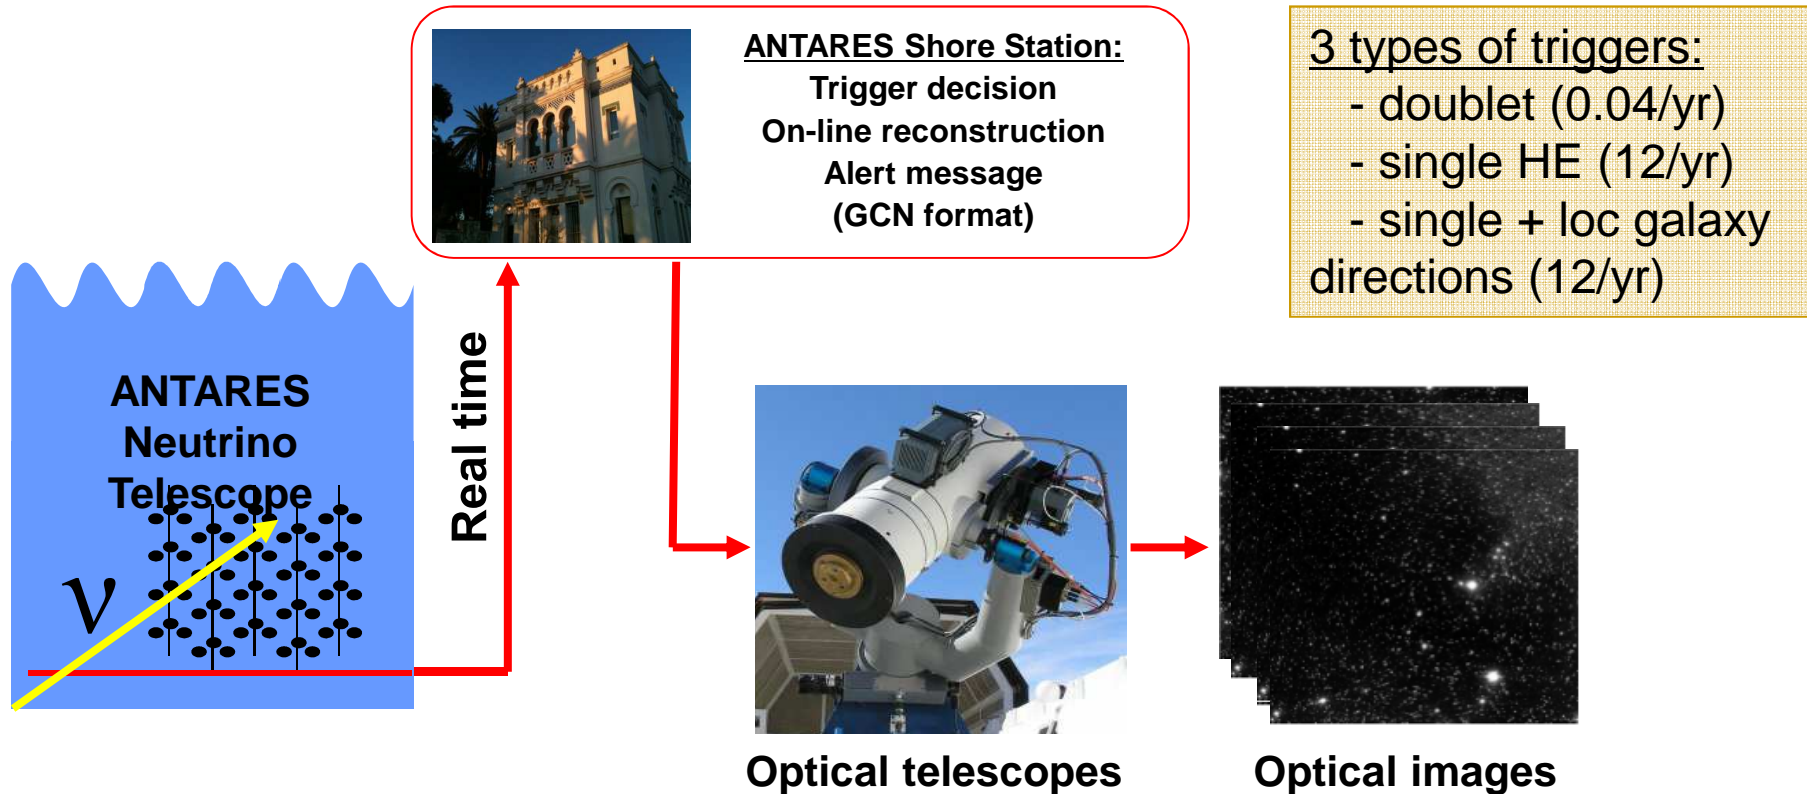 ANTARES Shore Station:
Trigger decision
On-line reconstruction
Alert message
(GCN format)
3 types of triggers:
- doublet (0.04/yr)
- single HE (12/yr)
- single + loc galaxy
directions (12/yr)
ANTARES
Neutrino
Telescope
ν
Real time
Optical telescopes
Optical images